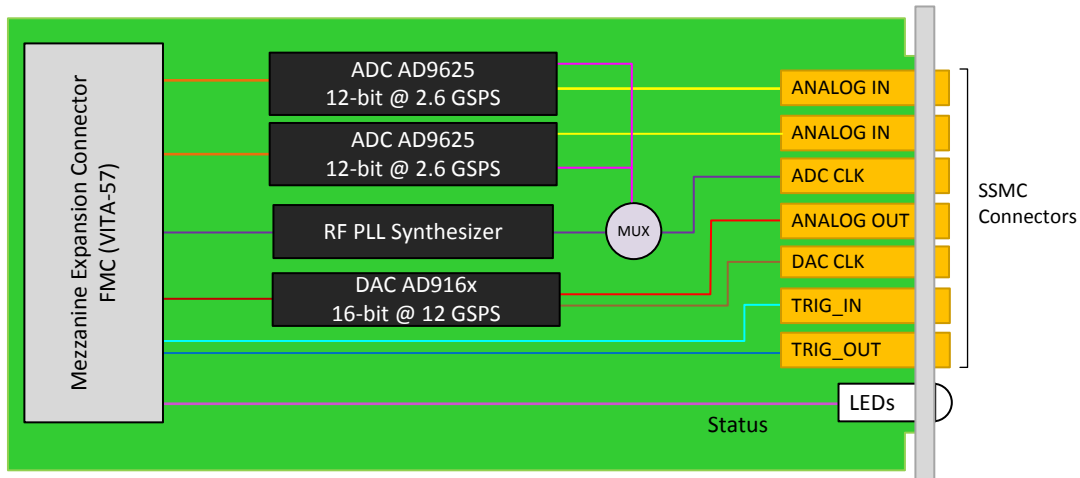 Mezzanine Expansion Connector
FMC (VITA-57)
ADC AD9625
12-bit @ 2.6 GSPS
ADC AD9625
12-bit @ 2.6 GSPS
RF PLL Synthesizer
DAC AD916x
16-bit @ 12 GSPS
MUX
ANALOG IN
ANALOG IN
ADC CLK
ANALOG OUT
DAC CLK
TRIG_IN
TRIG_OUT
LEDs
Status
SSMC
Connectors